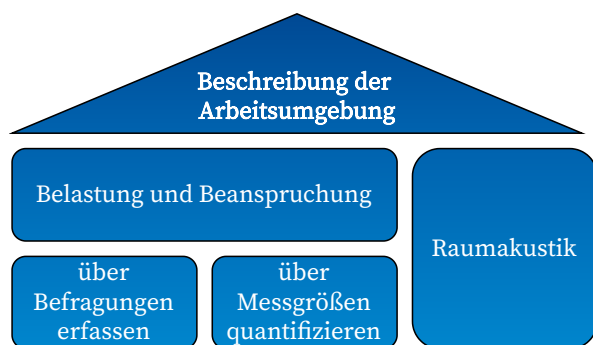 Beschreibung der
Arbeitsumgebung
Belastung und Beanspruchung
Raumakustik
über
Befragungen
erfassen
über
Messgrößen
quantifizieren